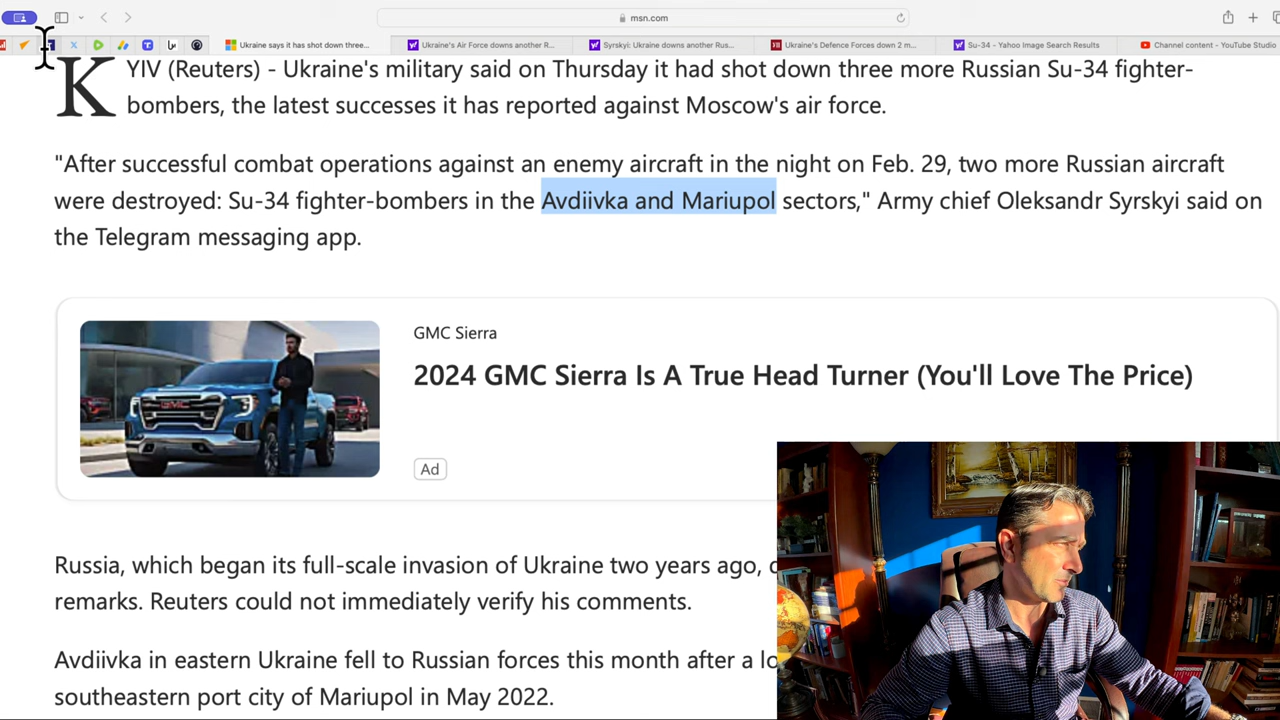 msn.com
Ukraine says it has shot down three...
Ukraine's Air Force downs another R...
Syrskyi: Ukraine downs another Rus...
Ukraine's Defence Forces down 2 m...
Su-34 - Yahoo Image Search Results
Channel content - YouTube Studio
KYIV (Reuters) - Ukraine's military said on Thursday it had shot down three more Russian Su-34 fighter-
bombers, the latest successes it has reported against Moscow's air force.
"After successful combat operations against an enemy aircraft in the night on Feb. 29, two more Russian aircraft
were destroyed: Su-34 fighter-bombers in the Avdiivka and Mariupol sectors," Army chief Oleksandr Syrskyi said on
the Telegram messaging app.
GMC Sierra
2024 GMC Sierra Is A True Head Turner (You'll Love The Price)
Ad
Russia, which began its full-scale invasion of Ukraine two years ago,
remarks. Reuters could not immediately verify his comments.
Avdiivka in eastern Ukraine fell to Russian forces this month after a
southeastern port city of Mariupol in May 2022.